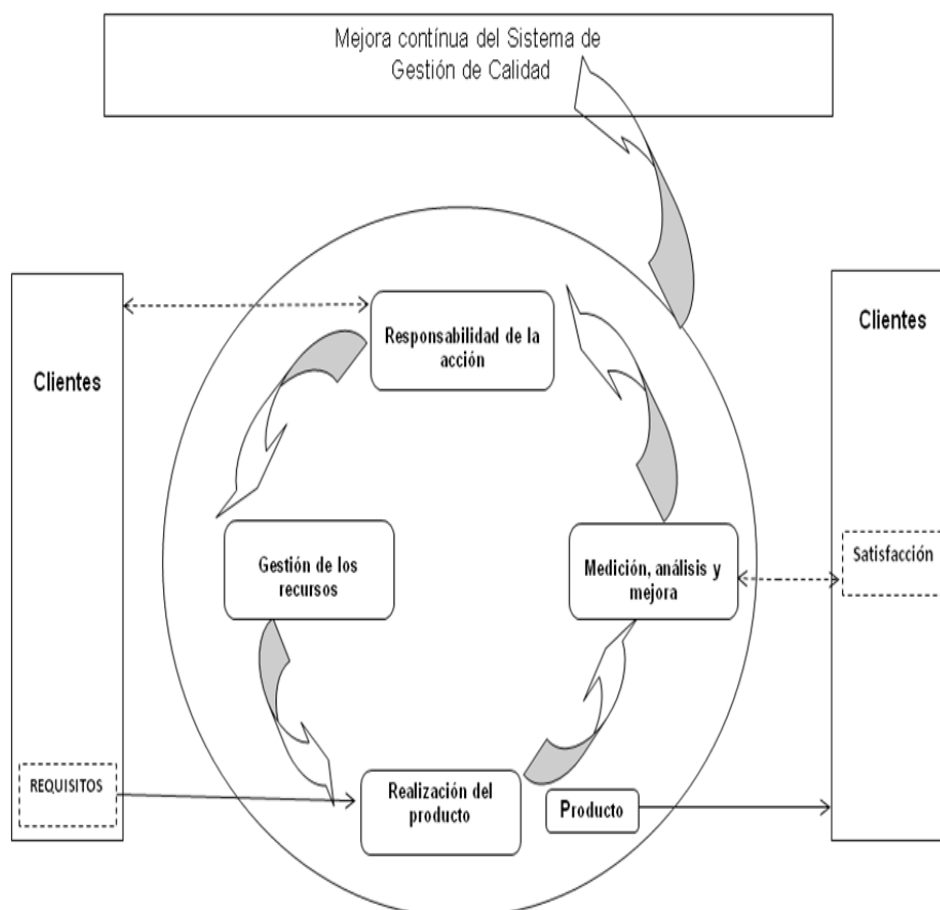 Mejora contínua del Sistema de
Gestión de Calidad
Clientes
Responsabilidad de la
acción
Clientes
Gestión de los
recursos
Medición, análisis y
mejora
Satisfacción
REQUISITOS
Realización del
producto
Producto